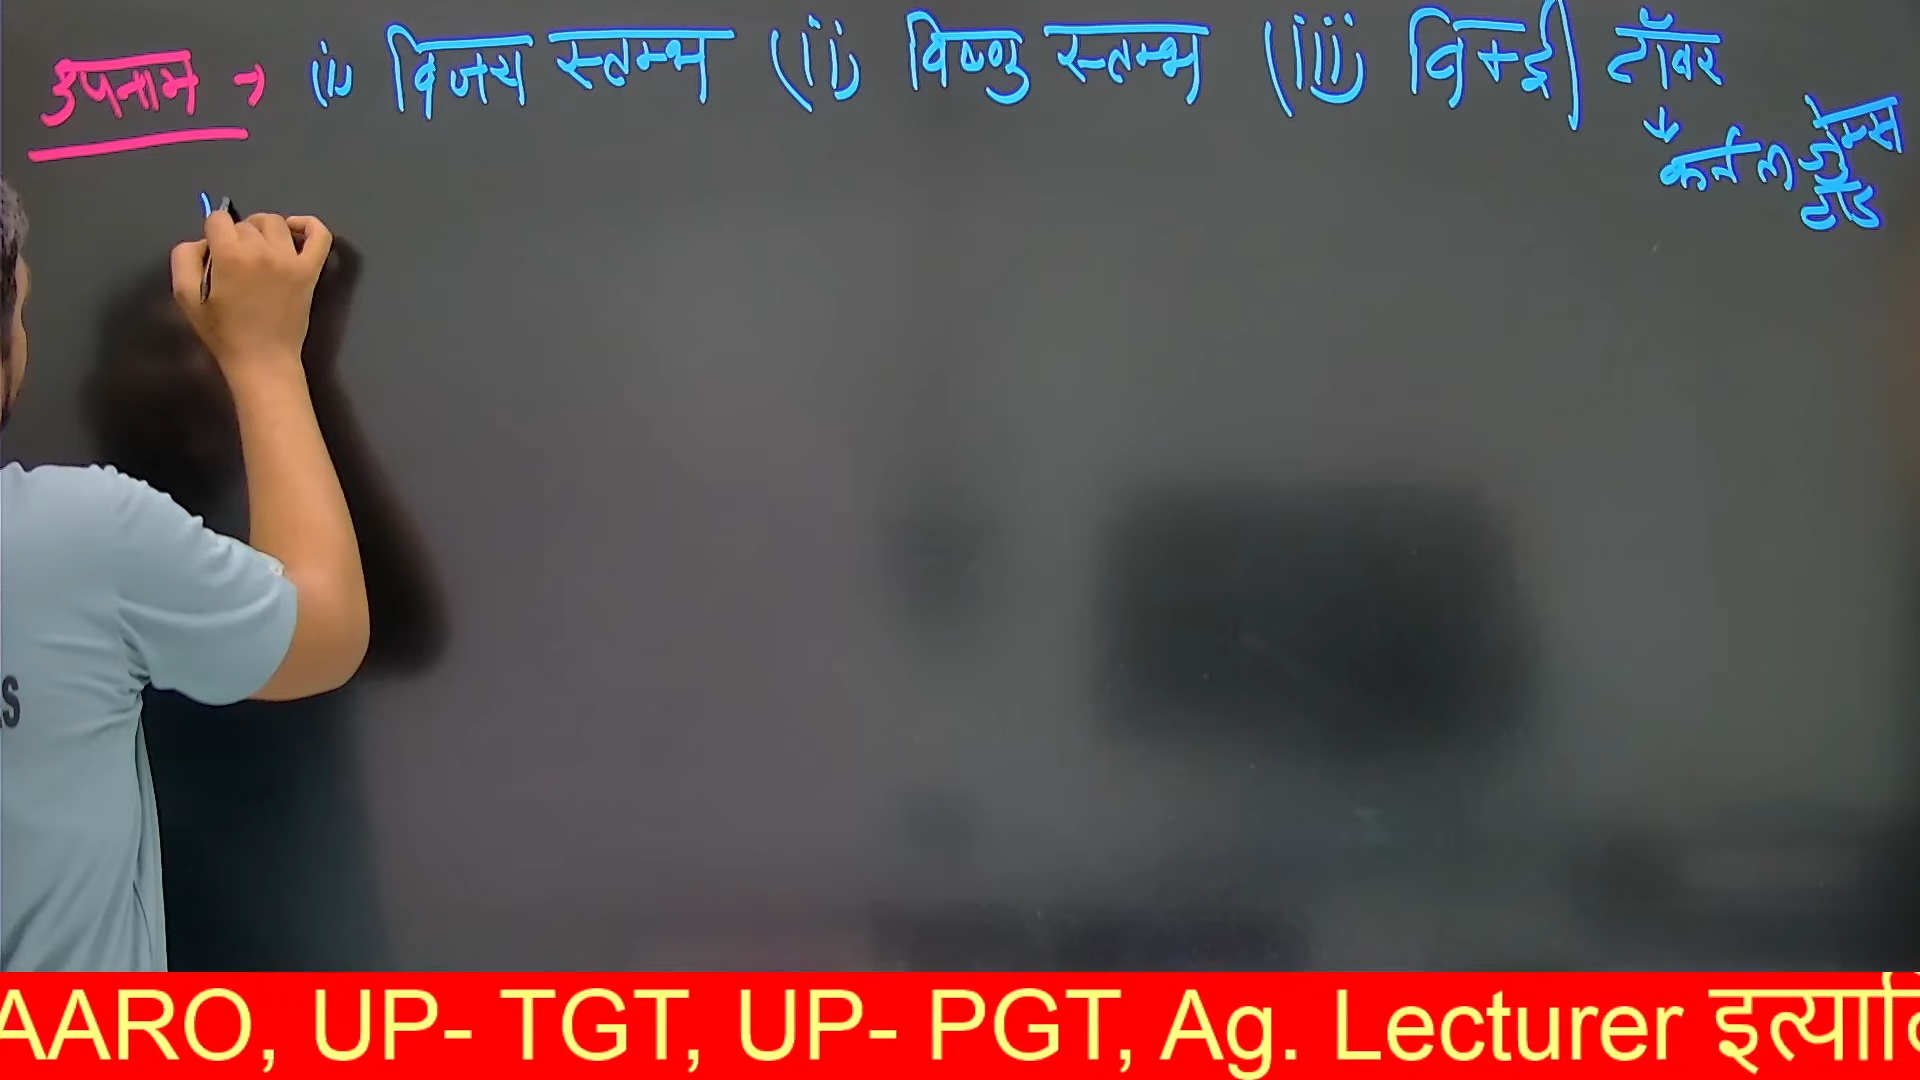 उपनाम → (i) विजय स्तम्भ (ii) विष्णु स्तम्भ (iii) विक्ट्री टॉवर
↓
कर्नल जेम्स टॉड
AARO, UP- TGT, UP- PGT, Ag. Lecturer इत्यादि